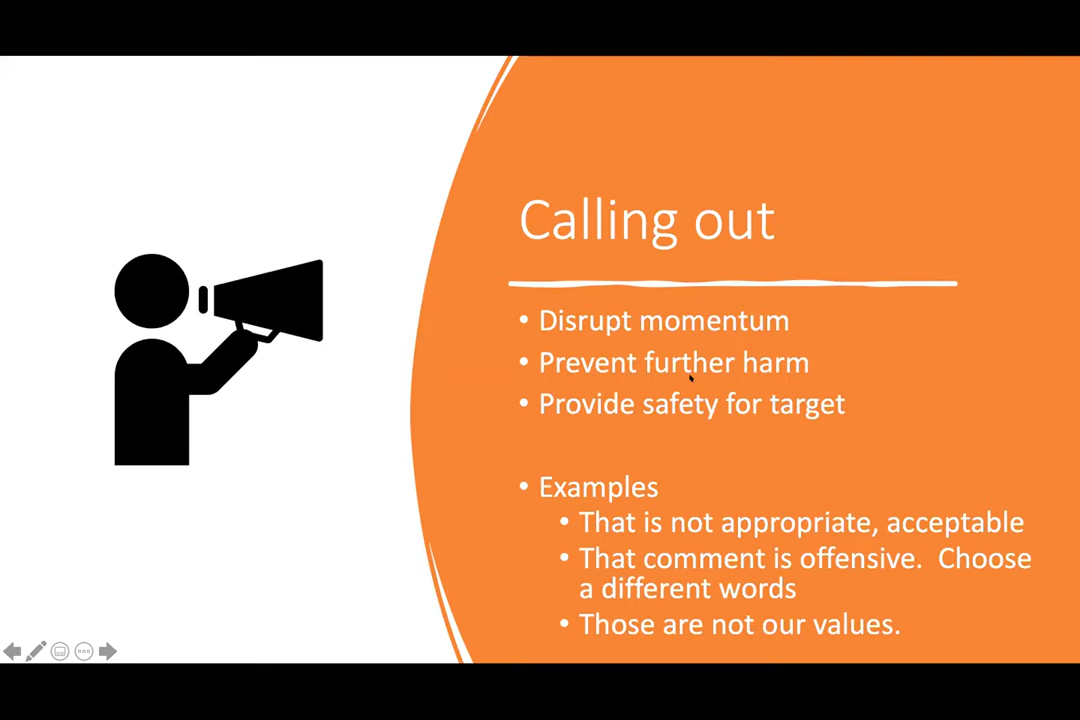 Calling out
• Disrupt momentum
• Prevent further harm
• Provide safety for target
• Examples
• That is not appropriate, acceptable
• That comment is offensive.  Choose
a different words
• Those are not our values.